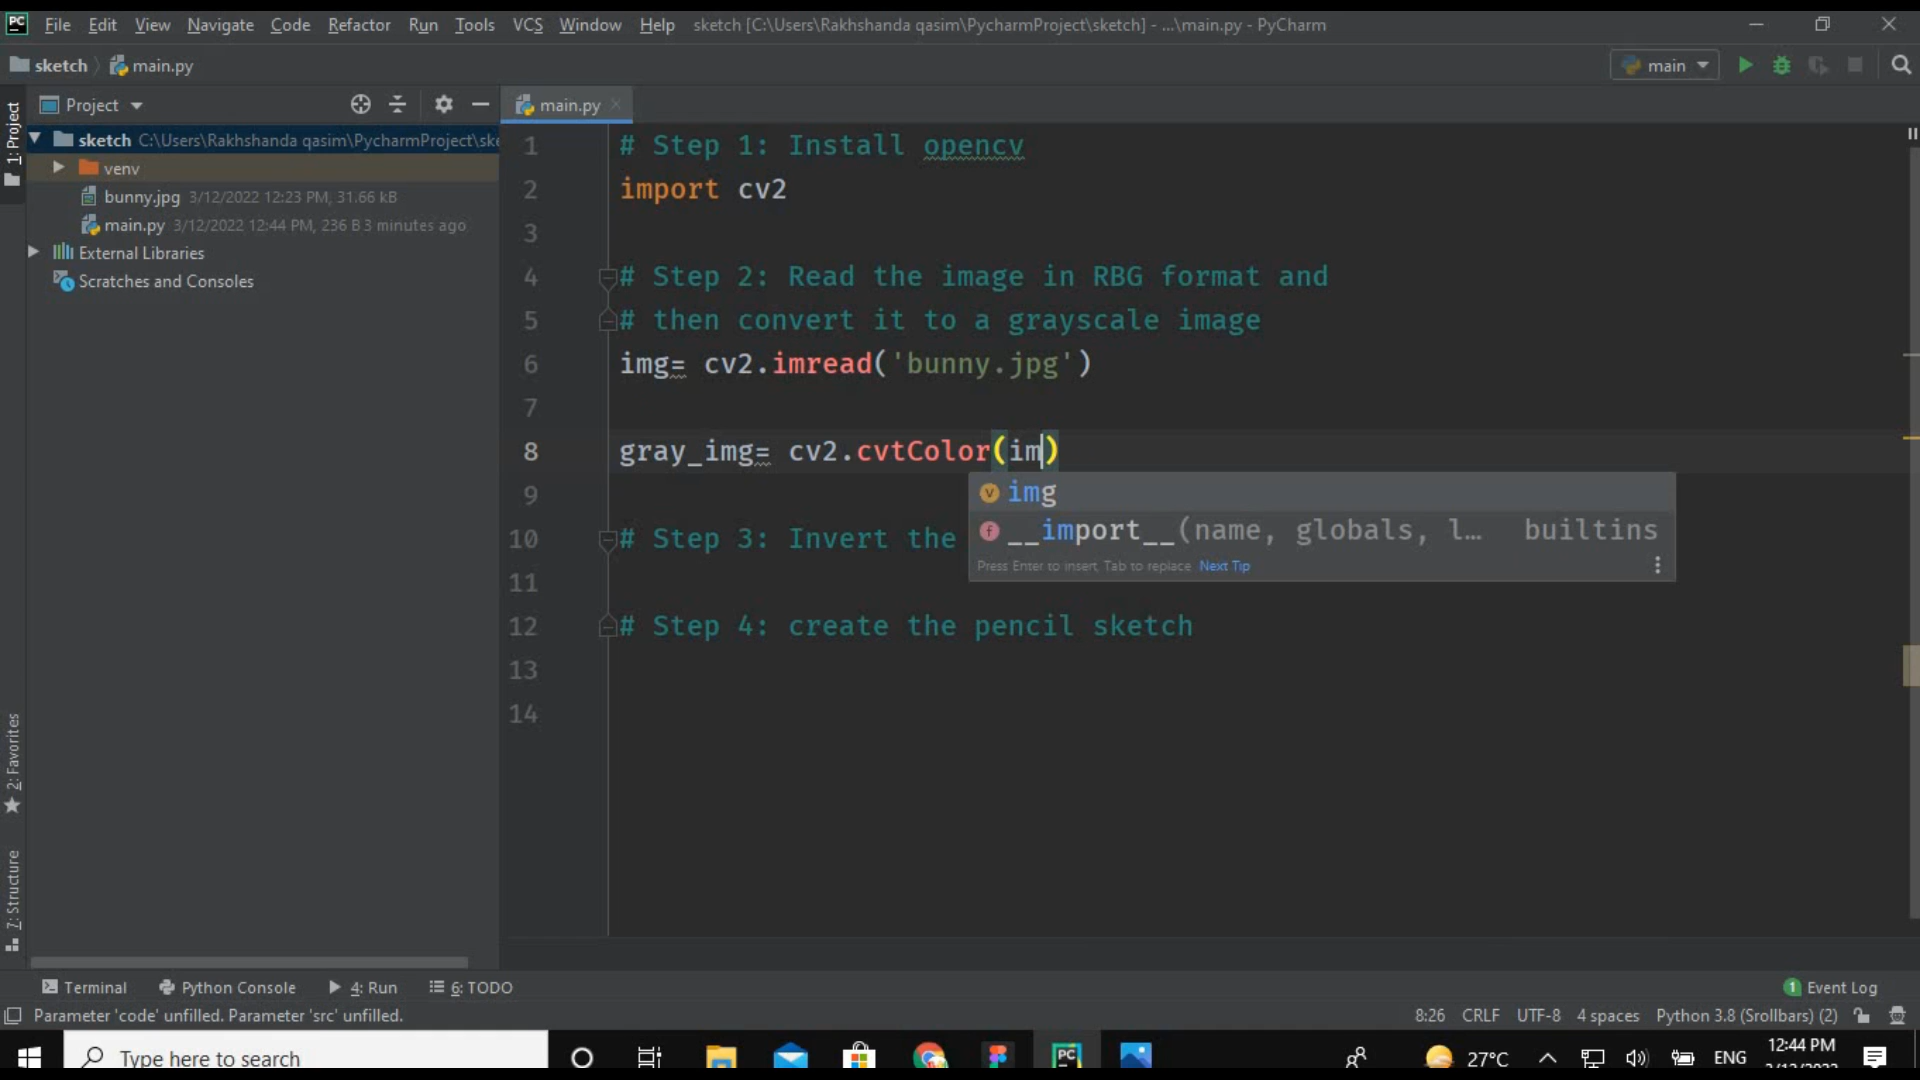 PC File Edit View Navigate Code Refactor Run Tools VCS Window Help sketch [C:\Users\Rakhshanda qasim\PycharmProject\sketch] - ...\main.py - PyCharm
sketch main.py main
1: Project
Project
main.py
sketch C:\Users\Rakhshanda qasim\PycharmProject\ske
venv
bunny.jpg 3/12/2022 12:23 PM, 31.66 kB
main.py 3/12/2022 12:44 PM, 236 B 3 minutes ago
External Libraries
Scratches and Consoles
1 # Step 1: Install opencv
2 import cv2
3
4 # Step 2: Read the image in RBG format and
5 # then convert it to a grayscale image
6 img= cv2.imread('bunny.jpg')
7
8 gray_img= cv2.cvtColor(im)
9
img
__import__(name, globals, l... builtins
Press Enter to insert, Tab to replace Next Tip
10 # Step 3: Invert the
11
12 # Step 4: create the pencil sketch
13
14
2: Favorites
7: Structure
Terminal Python Console 4: Run 6: TODO 1 Event Log
Parameter 'code' unfilled. Parameter 'src' unfilled. 8:26 CRLF UTF-8 4 spaces Python 3.8 (Srollbars) (2)
Type here to search PC 27°C ENG 12:44 PM